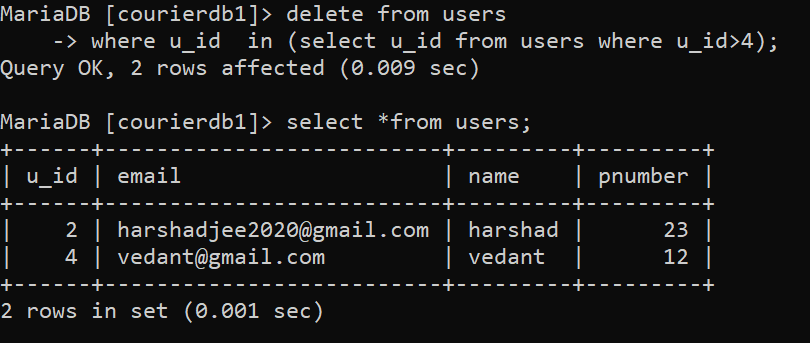 MariaDB [courierdb1]> delete from users
    -> where u_id  in (select u_id from users where u_id>4);
Query OK, 2 rows affected (0.009 sec)

MariaDB [courierdb1]> select *from users;
+------+---------------------------+---------+---------+
| u_id | email                     | name    | pnumber |
+------+---------------------------+---------+---------+
|    2 | harshadjee2020@gmail.com | harshad |      23 |
|    4 | vedant@gmail.com          | vedant  |      12 |
+------+---------------------------+---------+---------+
2 rows in set (0.001 sec)